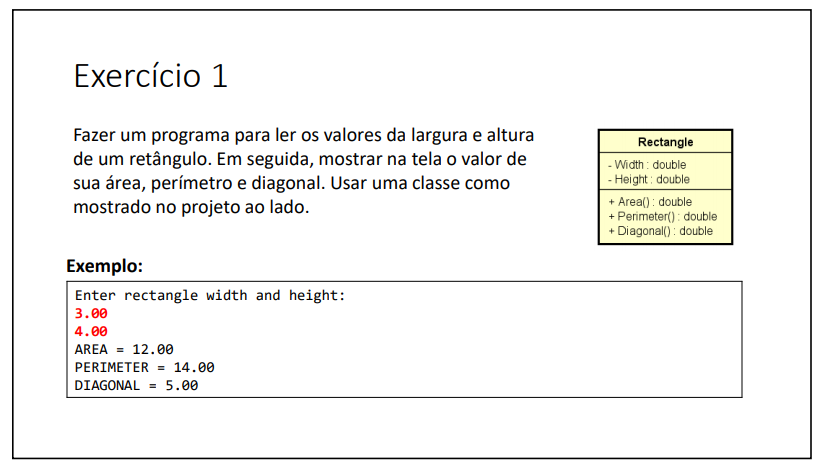 Exercício 1
Fazer um programa para ler os valores da largura e altura
de um retângulo. Em seguida, mostrar na tela o valor de
sua área, perímetro e diagonal. Usar uma classe como
mostrado no projeto ao lado.
Rectangle
- Width : double
- Height : double
+ Area() : double
+ Perimeter() : double
+ Diagonal() : double
Exemplo:
Enter rectangle width and height:
3.00
4.00
AREA = 12.00
PERIMETER = 14.00
DIAGONAL = 5.00